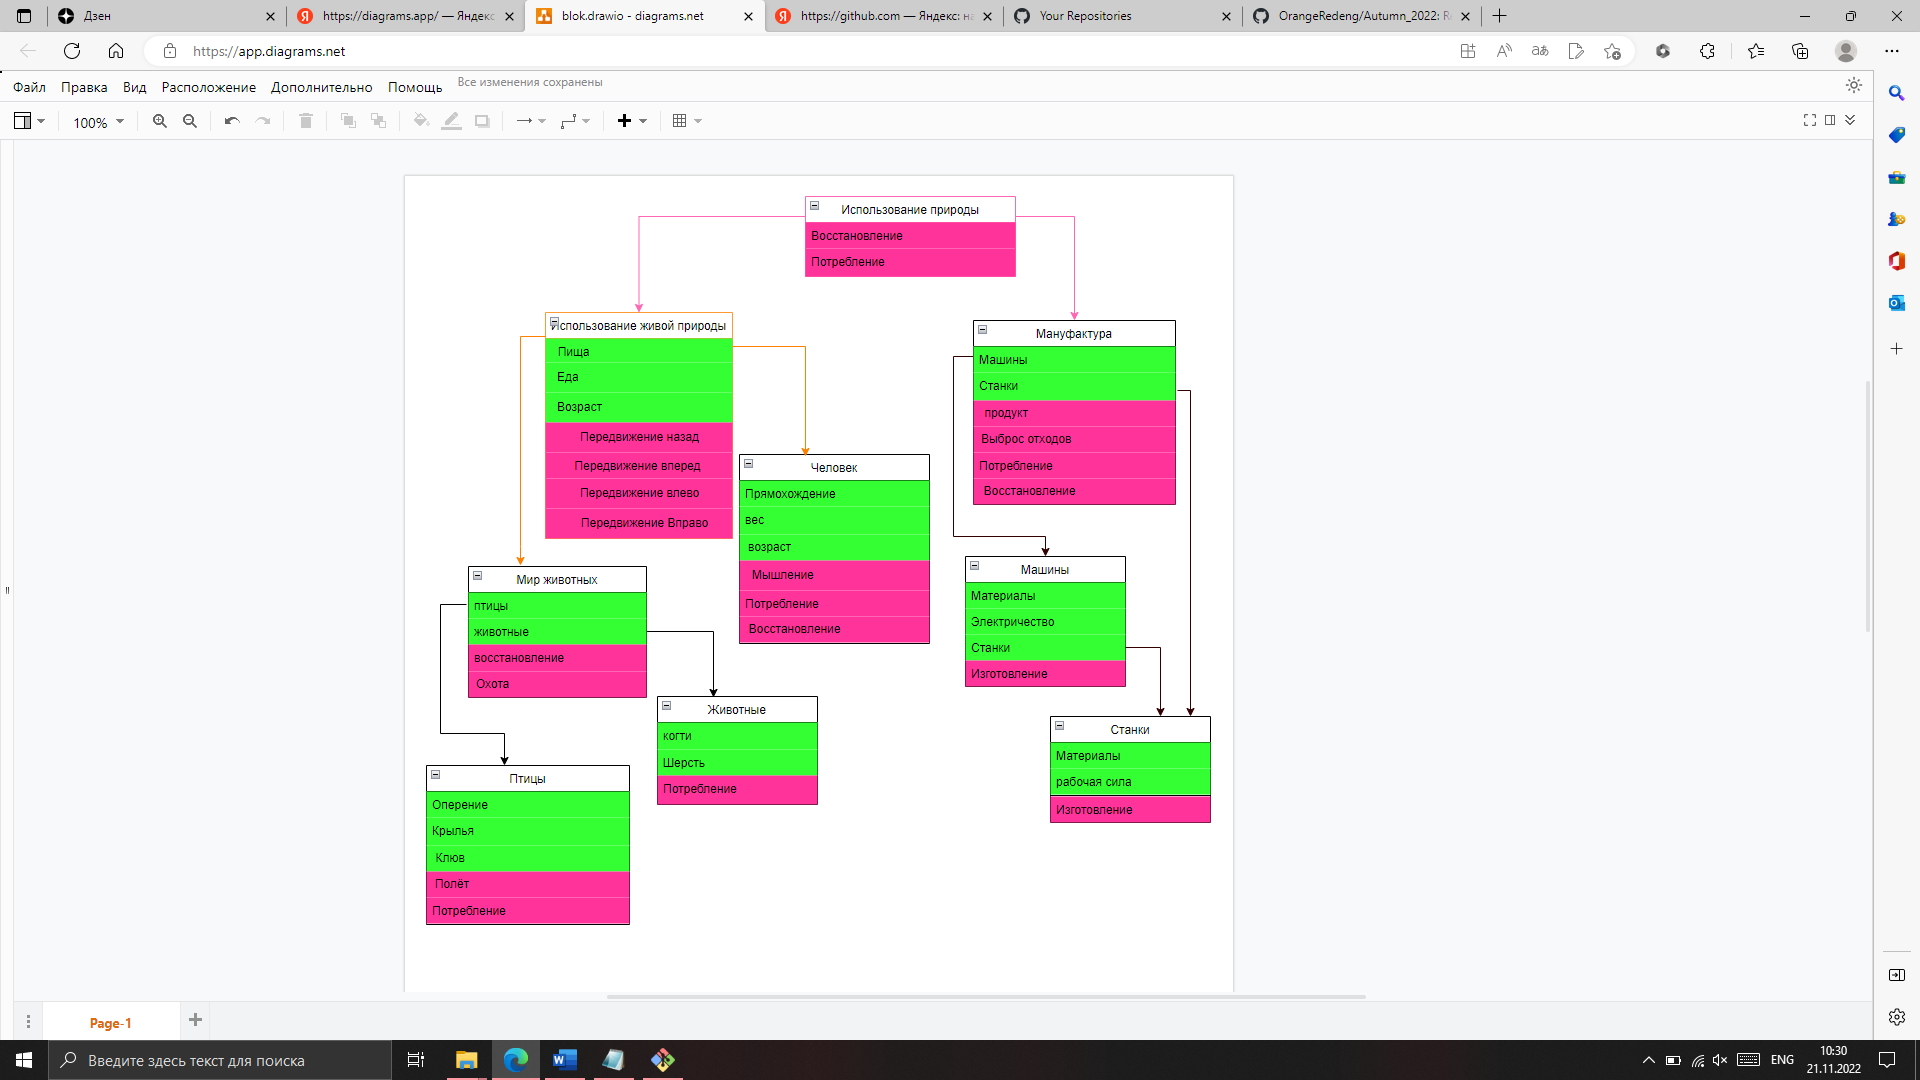 Дзен
https://diagrams.app/ — Яндекс
blok.drawio - diagrams.net
https://github.com — Яндекс: на
Your Repositories
OrangeRedeng/Autumn_2022: R
https://app.diagrams.net
Файл
Правка
Вид
Расположение
Дополнительно
Помощь
Все изменения сохранены
100%
Использование природы
Восстановление
Потребление
Использование живой природы
Пища
Еда
Возраст
Передвижение назад
Передвижение вперед
Передвижение влево
Передвижение Вправо
Мануфактура
Машины
Станки
продукт
Выброс отходов
Потребление
Восстановление
Человек
Прямохождение
вес
возраст
Мышление
Потребление
Восстановление
Мир животных
птицы
животные
восстановление
Охота
Машины
Материалы
Электричество
Станки
Изготовление
Животные
когти
Шерсть
Потребление
Станки
Материалы
рабочая сила
Изготовление
Птицы
Оперение
Крылья
Клюв
Полёт
Потребление
Page-1
Введите здесь текст для поиска
ENG
10:30
21.11.2022